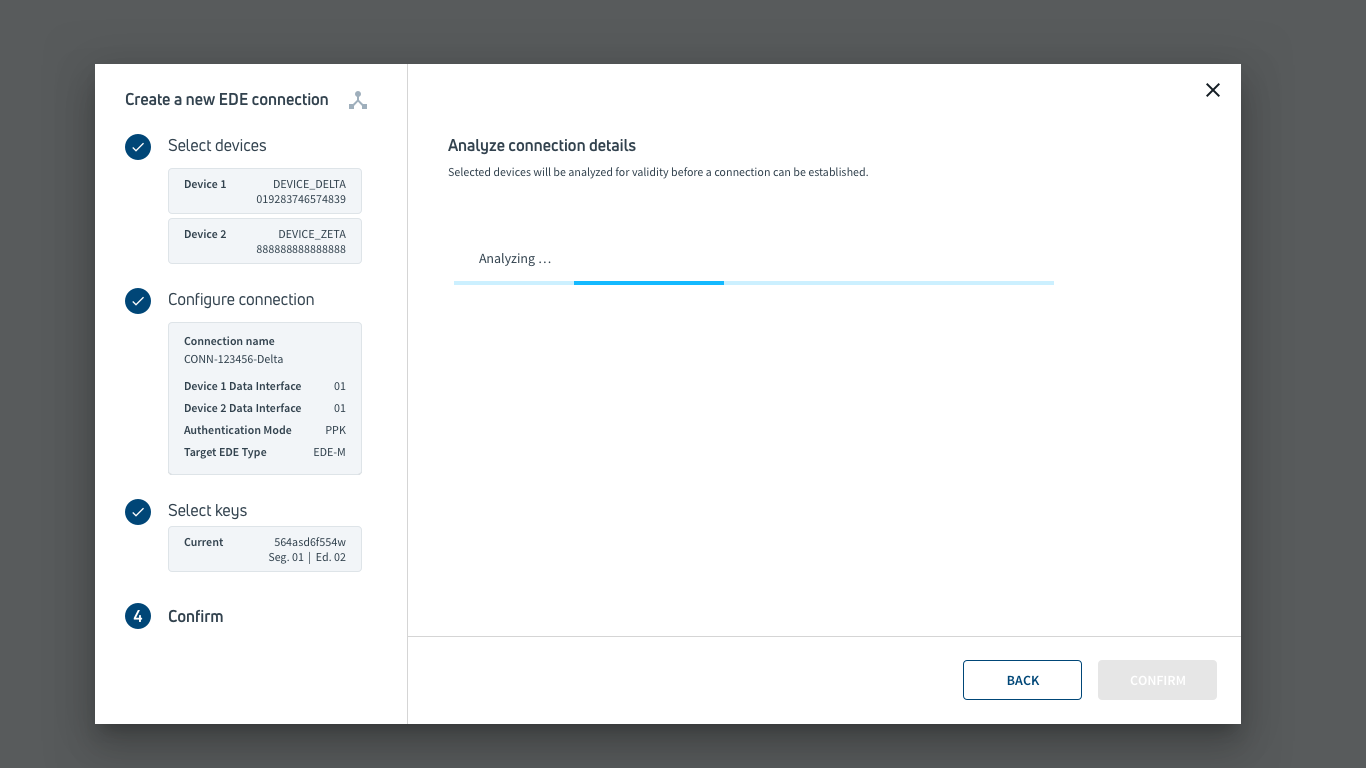 Create a new EDE connection
Select devices
Device 1 DEVICE_DELTA
019283746574839
Device 2 DEVICE_ZETA
888888888888888
Configure connection
Connection name
CONN-123456-Delta
Device 1 Data Interface 01
Device 2 Data Interface 01
Authentication Mode PPK
Target EDE Type EDE-M
Select keys
Current 564asd6f554w
Seg. 01 | Ed. 02
4 Confirm
Analyze connection details
Selected devices will be analyzed for validity before a connection can be established.
Analyzing …
BACK CONFIRM